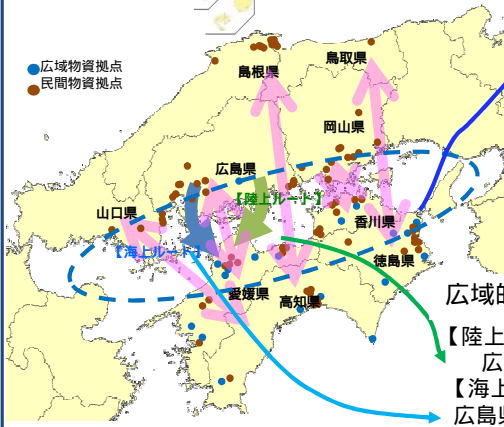 広域物資拠点
民間物資拠点
島根県
鳥取県
岡山県
広島県
【陸上ルート】
山口県
香川県
【海上ルート】
徳島県
愛媛県
高知県
広域的
【陸上
広
【海上
広島県